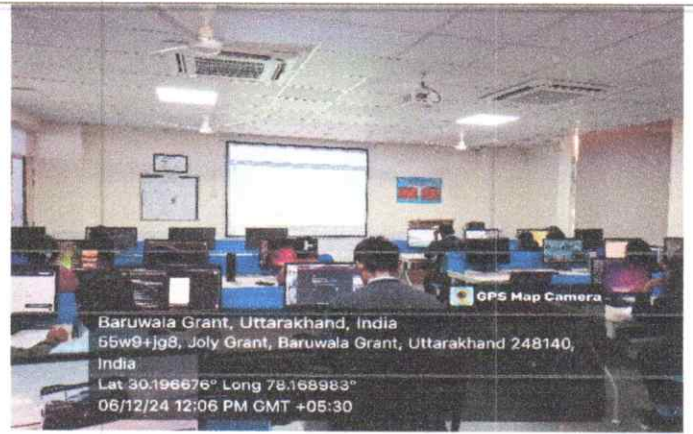 GPS Map Camera
Baruwala Grant, Uttarakhand, India
55w9+jg8, Joly Grant, Baruwala Grant, Uttarakhand 248140,
India
Lat 30.196676° Long 78.168983°
06/12/24 12:06 PM GMT +05:30